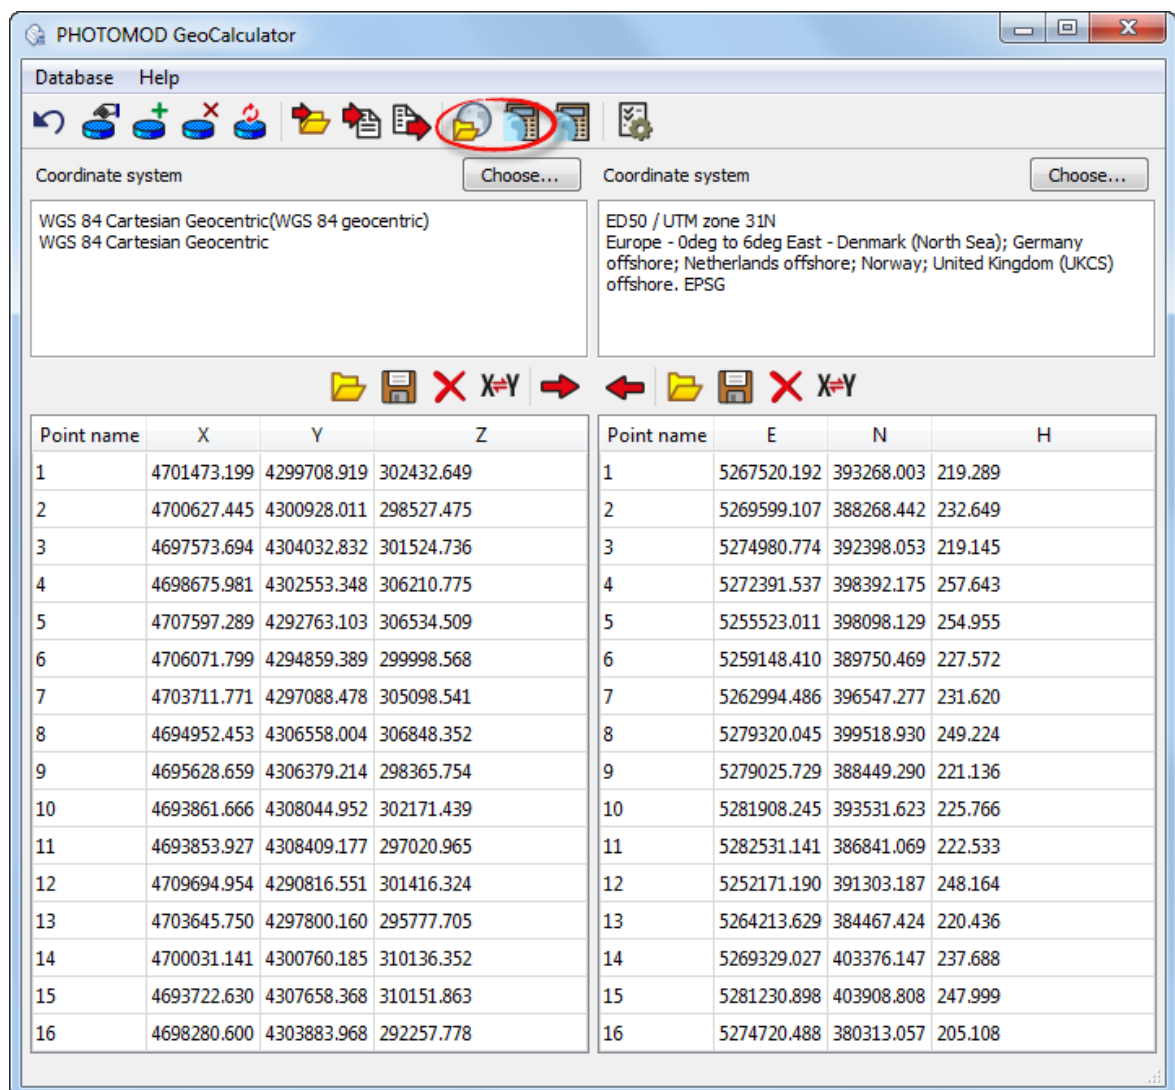 PHOTOMOD GeoCalculator
Database Help
Coordinate system Choose... Coordinate system Choose...
WGS 84 Cartesian Geocentric(WGS 84 geocentric)
WGS 84 Cartesian Geocentric
ED50 / UTM zone 31N
Europe - 0deg to 6deg East - Denmark (North Sea); Germany
offshore; Netherlands offshore; Norway; United Kingdom (UKCS)
offshore. EPSG
X⇌Y X⇌Y
Point name X Y Z Point name E N H
1 4701473.199 4299708.919 302432.649 1 5267520.192 393268.003 219.289
2 4700627.445 4300928.011 298527.475 2 5269599.107 388268.442 232.649
3 4697573.694 4304032.832 301524.736 3 5274980.774 392398.053 219.145
4 4698675.981 4302553.348 306210.775 4 5272391.537 398392.175 257.643
5 4707597.289 4292763.103 306534.509 5 5255523.011 398098.129 254.955
6 4706071.799 4294859.389 299998.568 6 5259148.410 389750.469 227.572
7 4703711.771 4297088.478 305098.541 7 5262994.486 396547.277 231.620
8 4694952.453 4306558.004 306848.352 8 5279320.045 399518.930 249.224
9 4695628.659 4306379.214 298365.754 9 5279025.729 388449.290 221.136
10 4693861.666 4308044.952 302171.439 10 5281908.245 393531.623 225.766
11 4693853.927 4308409.177 297020.965 11 5282531.141 386841.069 222.533
12 4709694.954 4290816.551 301416.324 12 5252171.190 391303.187 248.164
13 4703645.750 4297800.160 295777.705 13 5264213.629 384467.424 220.436
14 4700031.141 4300760.185 310136.352 14 5269329.027 403376.147 237.688
15 4693722.630 4307658.368 310151.863 15 5281230.898 403908.808 247.999
16 4698280.600 4303883.968 292257.778 16 5274720.488 380313.057 205.108